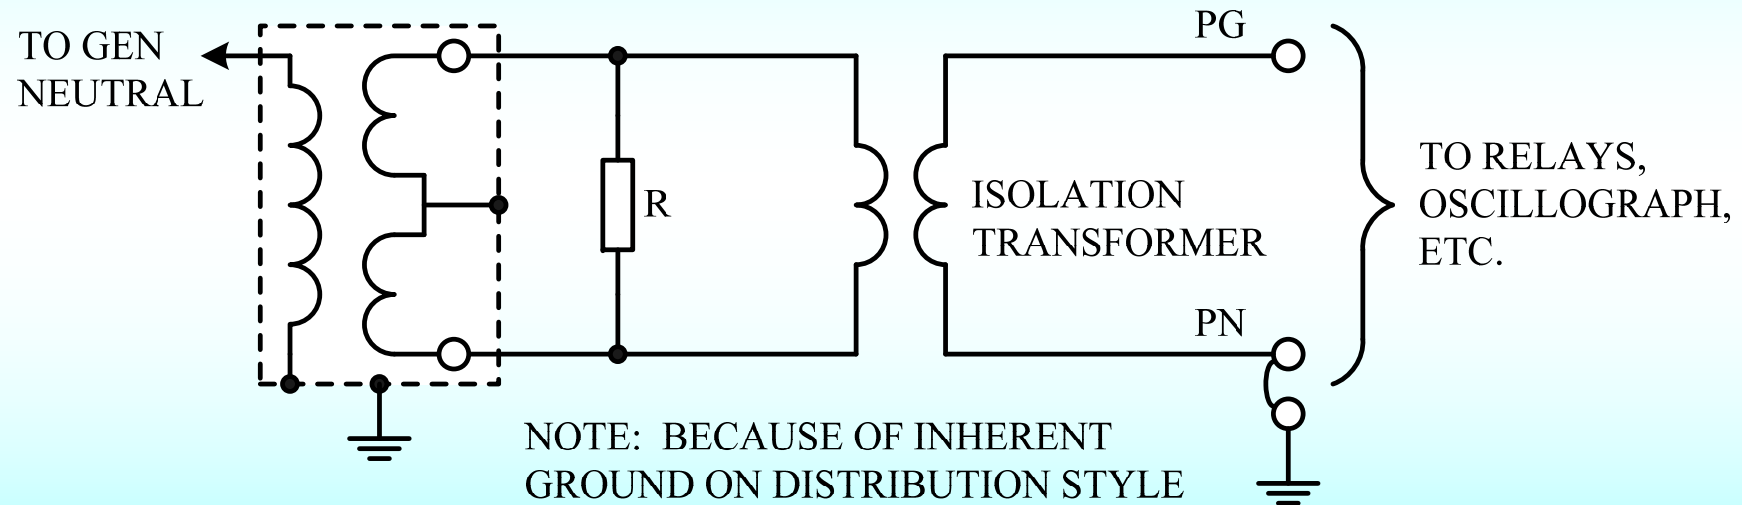 TO GEN
NEUTRAL
R
ISOLATION
TRANSFORMER
PG
PN
TO RELAYS,
OSCILLOGRAPH,
ETC.
NOTE:  BECAUSE OF INHERENT
GROUND ON DISTRIBUTION STYLE